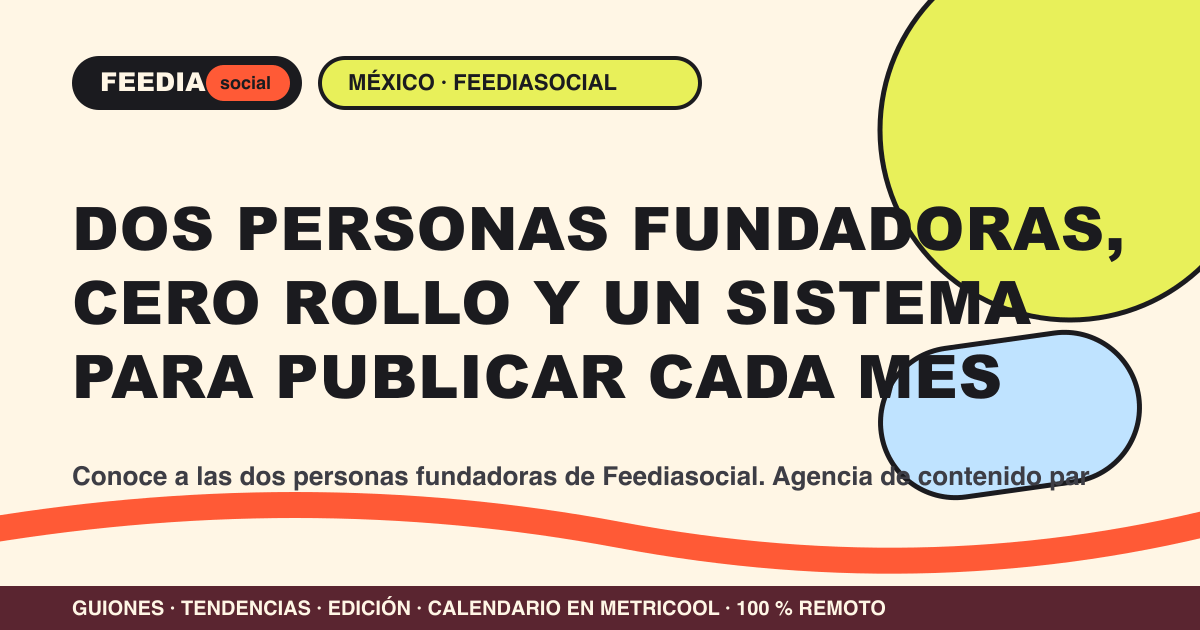 FEEDIA social
MÉXICO · FEEDIASOCIAL
DOS PERSONAS FUNDADORAS,
CERO ROLLO Y UN SISTEMA
PARA PUBLICAR CADA MES
Conoce a las dos personas fundadoras de Feediasocial. Agencia de contenido par
GUIONES · TENDENCIAS · EDICIÓN · CALENDARIO EN METRICOOL · 100 % REMOTO